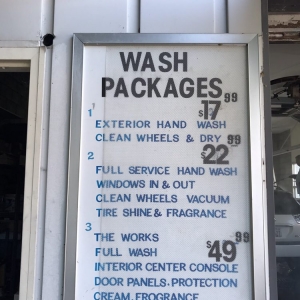 WASH
PACKAGES
1 $17 99
EXTERIOR HAND WASH
CLEAN WHEELS & DRY
2 $22 99
FULL SERVICE HAND WASH
WINDOWS IN & OUT
CLEAN WHEELS VACUUM
TIRE SHINE & FRAGRANCE
3
THE WORKS $49 99
FULL WASH
INTERIOR CENTER CONSOLE
DOOR PANELS. PROTECTION
CREAM, FROGRANCE